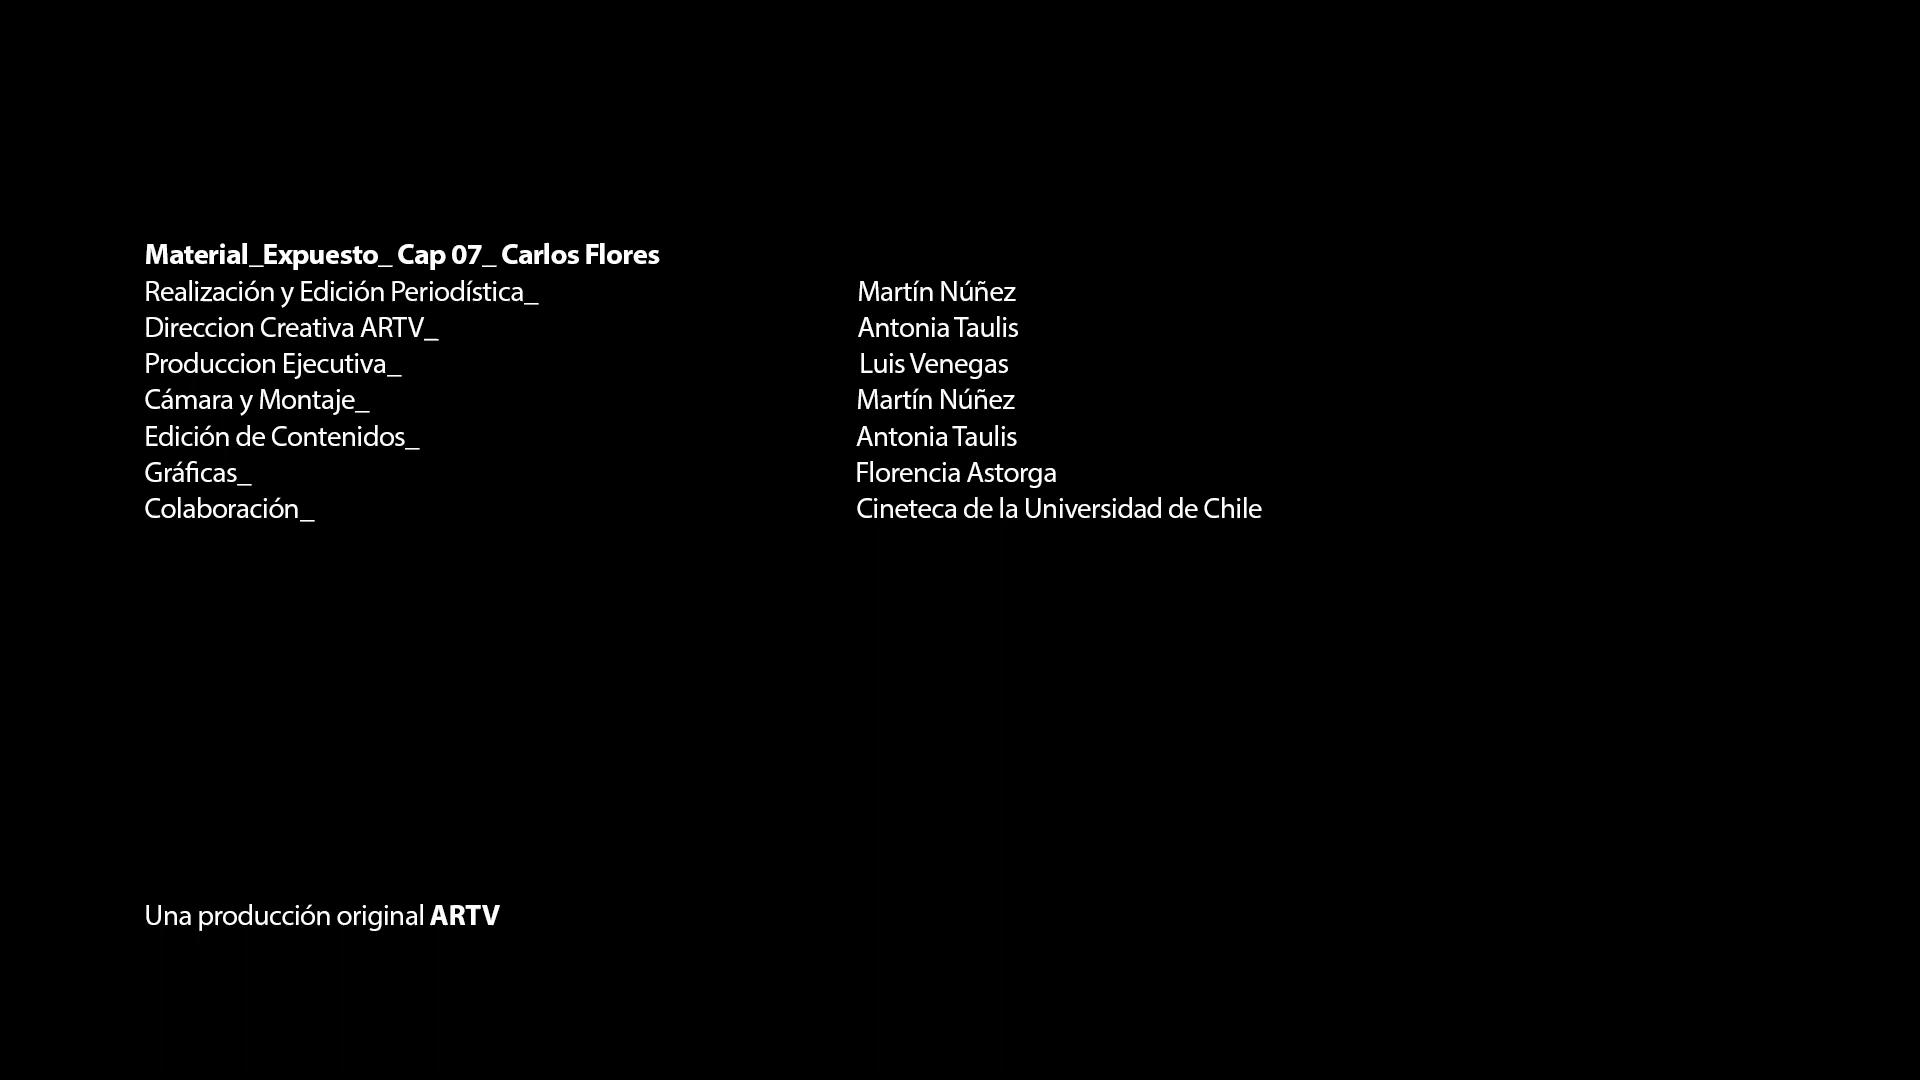 Material_Expuesto_ Cap 07_ Carlos Flores
Realización y Edición Periodística_ Martín Núñez
Direccion Creativa ARTV_ Antonia Taulis
Produccion Ejecutiva_ Luis Venegas
Cámara y Montaje_ Martín Núñez
Edición de Contenidos_ Antonia Taulis
Gráficas_ Florencia Astorga
Colaboración_ Cineteca de la Universidad de Chile
Una producción original ARTV